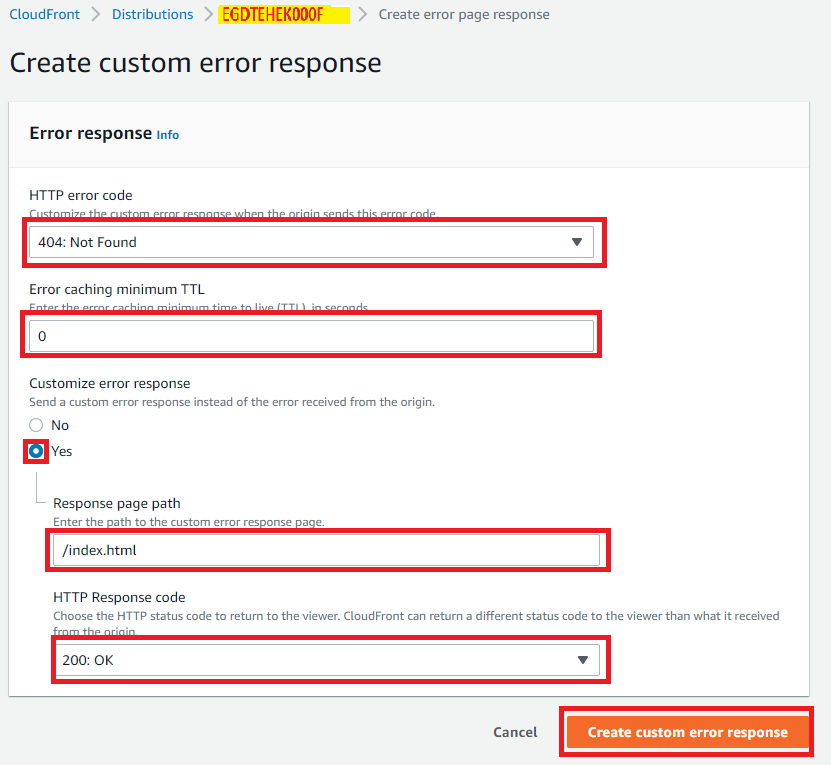 CloudFront > Distributions > EGDTEHEK000F > Create error page response
Create custom error response
Error response Info
HTTP error code
Customize the custom error response when the origin sends this error code.
404: Not Found
Error caching minimum TTL
Enter the error caching minimum time to live (TTL), in seconds.
0
Customize error response
Send a custom error response instead of the error received from the origin.
No
Yes
Response page path
Enter the path to the custom error response page.
/index.html
HTTP Response code
Choose the HTTP status code to return to the viewer. CloudFront can return a different status code to the viewer than what it received
from the origin.
200: OK
Cancel Create custom error response